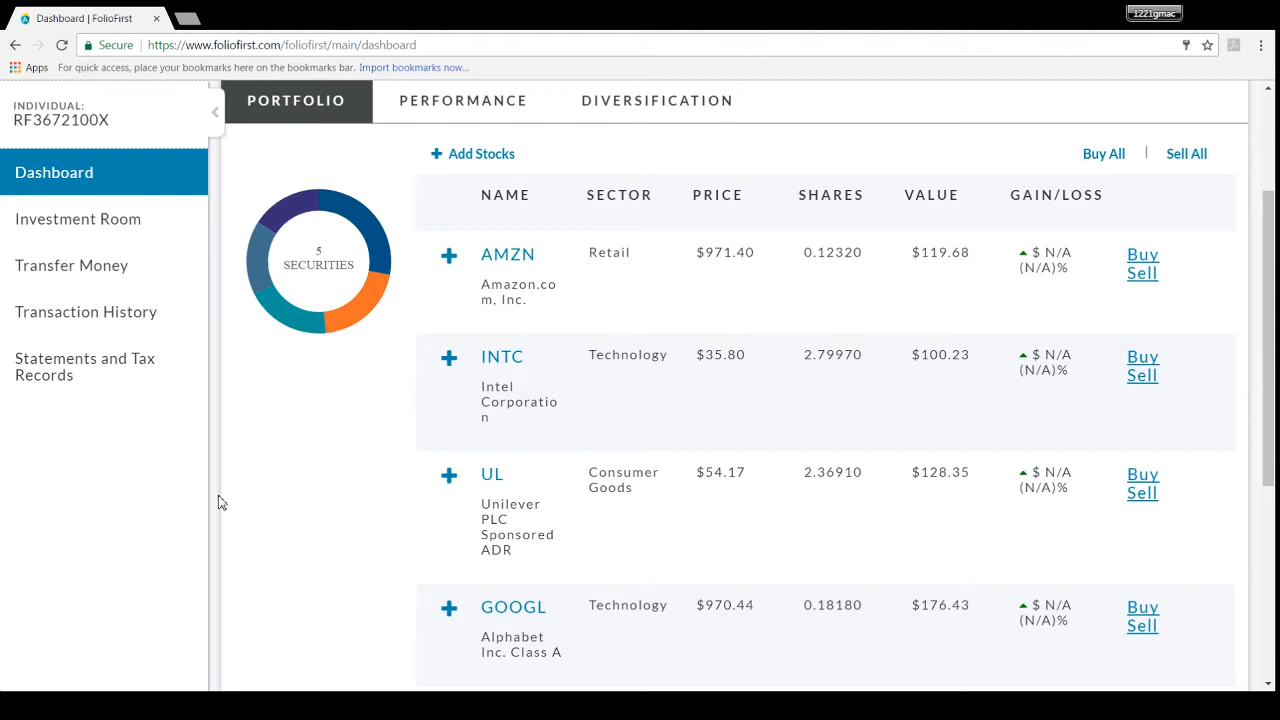 1221gmac
Dashboard | FolioFirst
Secure https://www.foliofirst.com/foliofirst/main/dashboard
Apps For quick access, place your bookmarks here on the bookmarks bar. Import bookmarks now...
INDIVIDUAL:
RF3672100X
Dashboard
Investment Room
Transfer Money
Transaction History
Statements and Tax
Records
PORTFOLIO PERFORMANCE DIVERSIFICATION
Add Stocks Buy All | Sell All
5
SECURITIES
NAME SECTOR PRICE SHARES VALUE GAIN/LOSS
AMZN Retail $971.40 0.12320 $119.68 $ N/A Buy
(N/A)% Sell
Amazon.co
m, Inc.
INTC Technology $35.80 2.79970 $100.23 $ N/A Buy
(N/A)% Sell
Intel
Corporatio
n
UL Consumer $54.17 2.36910 $128.35 $ N/A Buy
Goods (N/A)% Sell
Unilever
PLC
Sponsored
ADR
GOOGL Technology $970.44 0.18180 $176.43 $ N/A Buy
(N/A)% Sell
Alphabet
Inc. Class A